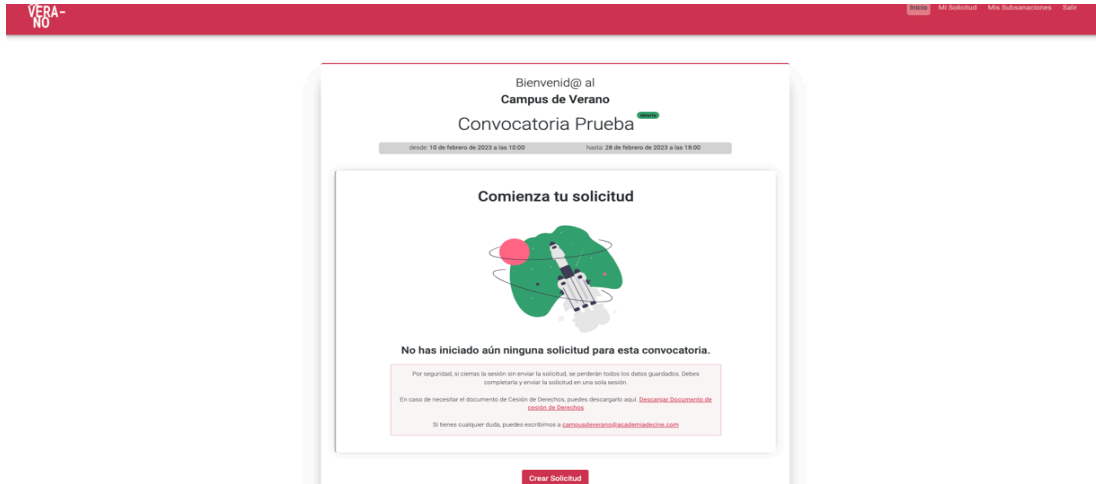 VERA-
NO
Inicio Mi Solicitud Mis Subsanaciones Salir
Bienvenid@ al
Campus de Verano
Convocatoria Prueba abierta
desde: 10 de febrero de 2023 a las 10:00 hasta: 28 de febrero de 2023 a las 18:00
Comienza tu solicitud
No has iniciado aún ninguna solicitud para esta convocatoria.
Por seguridad, si cierras la sesión sin enviar la solicitud, se perderán todos los datos guardados. Debes
completarla y enviar la solicitud en una sola sesión.
En caso de necesitar el documento de Cesión de Derechos, puedes descargarlo aquí: Descargar Documento de
cesión de Derechos
Si tienes cualquier duda, puedes escribirnos a campusdeverano@academiadecine.com
Crear Solicitud